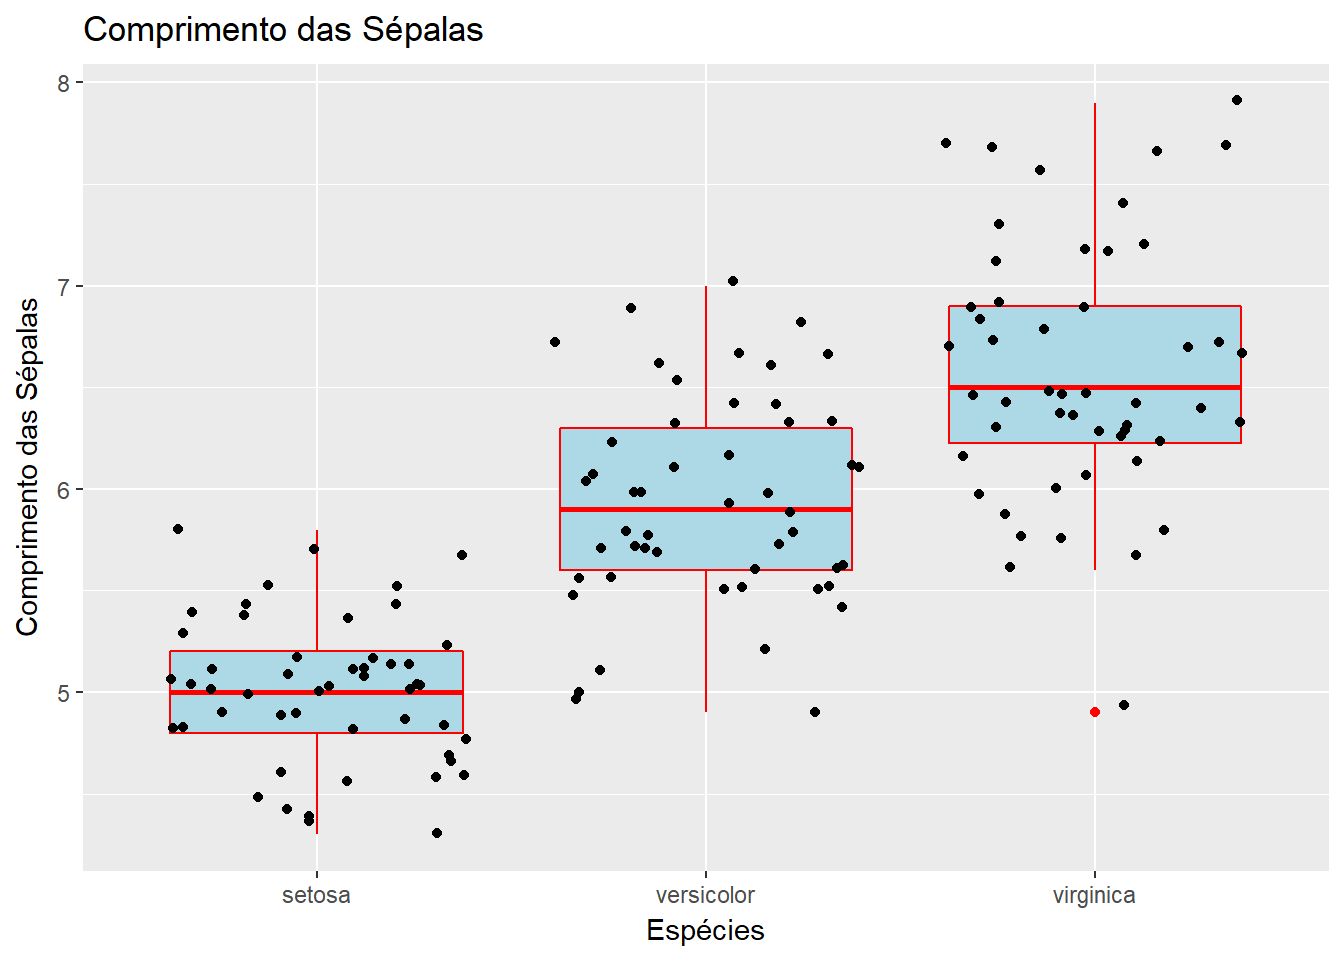 Comprimento das Sépalas
Comprimento das Sépalas
8
7
6
5
setosa versicolor virginica
Espécies